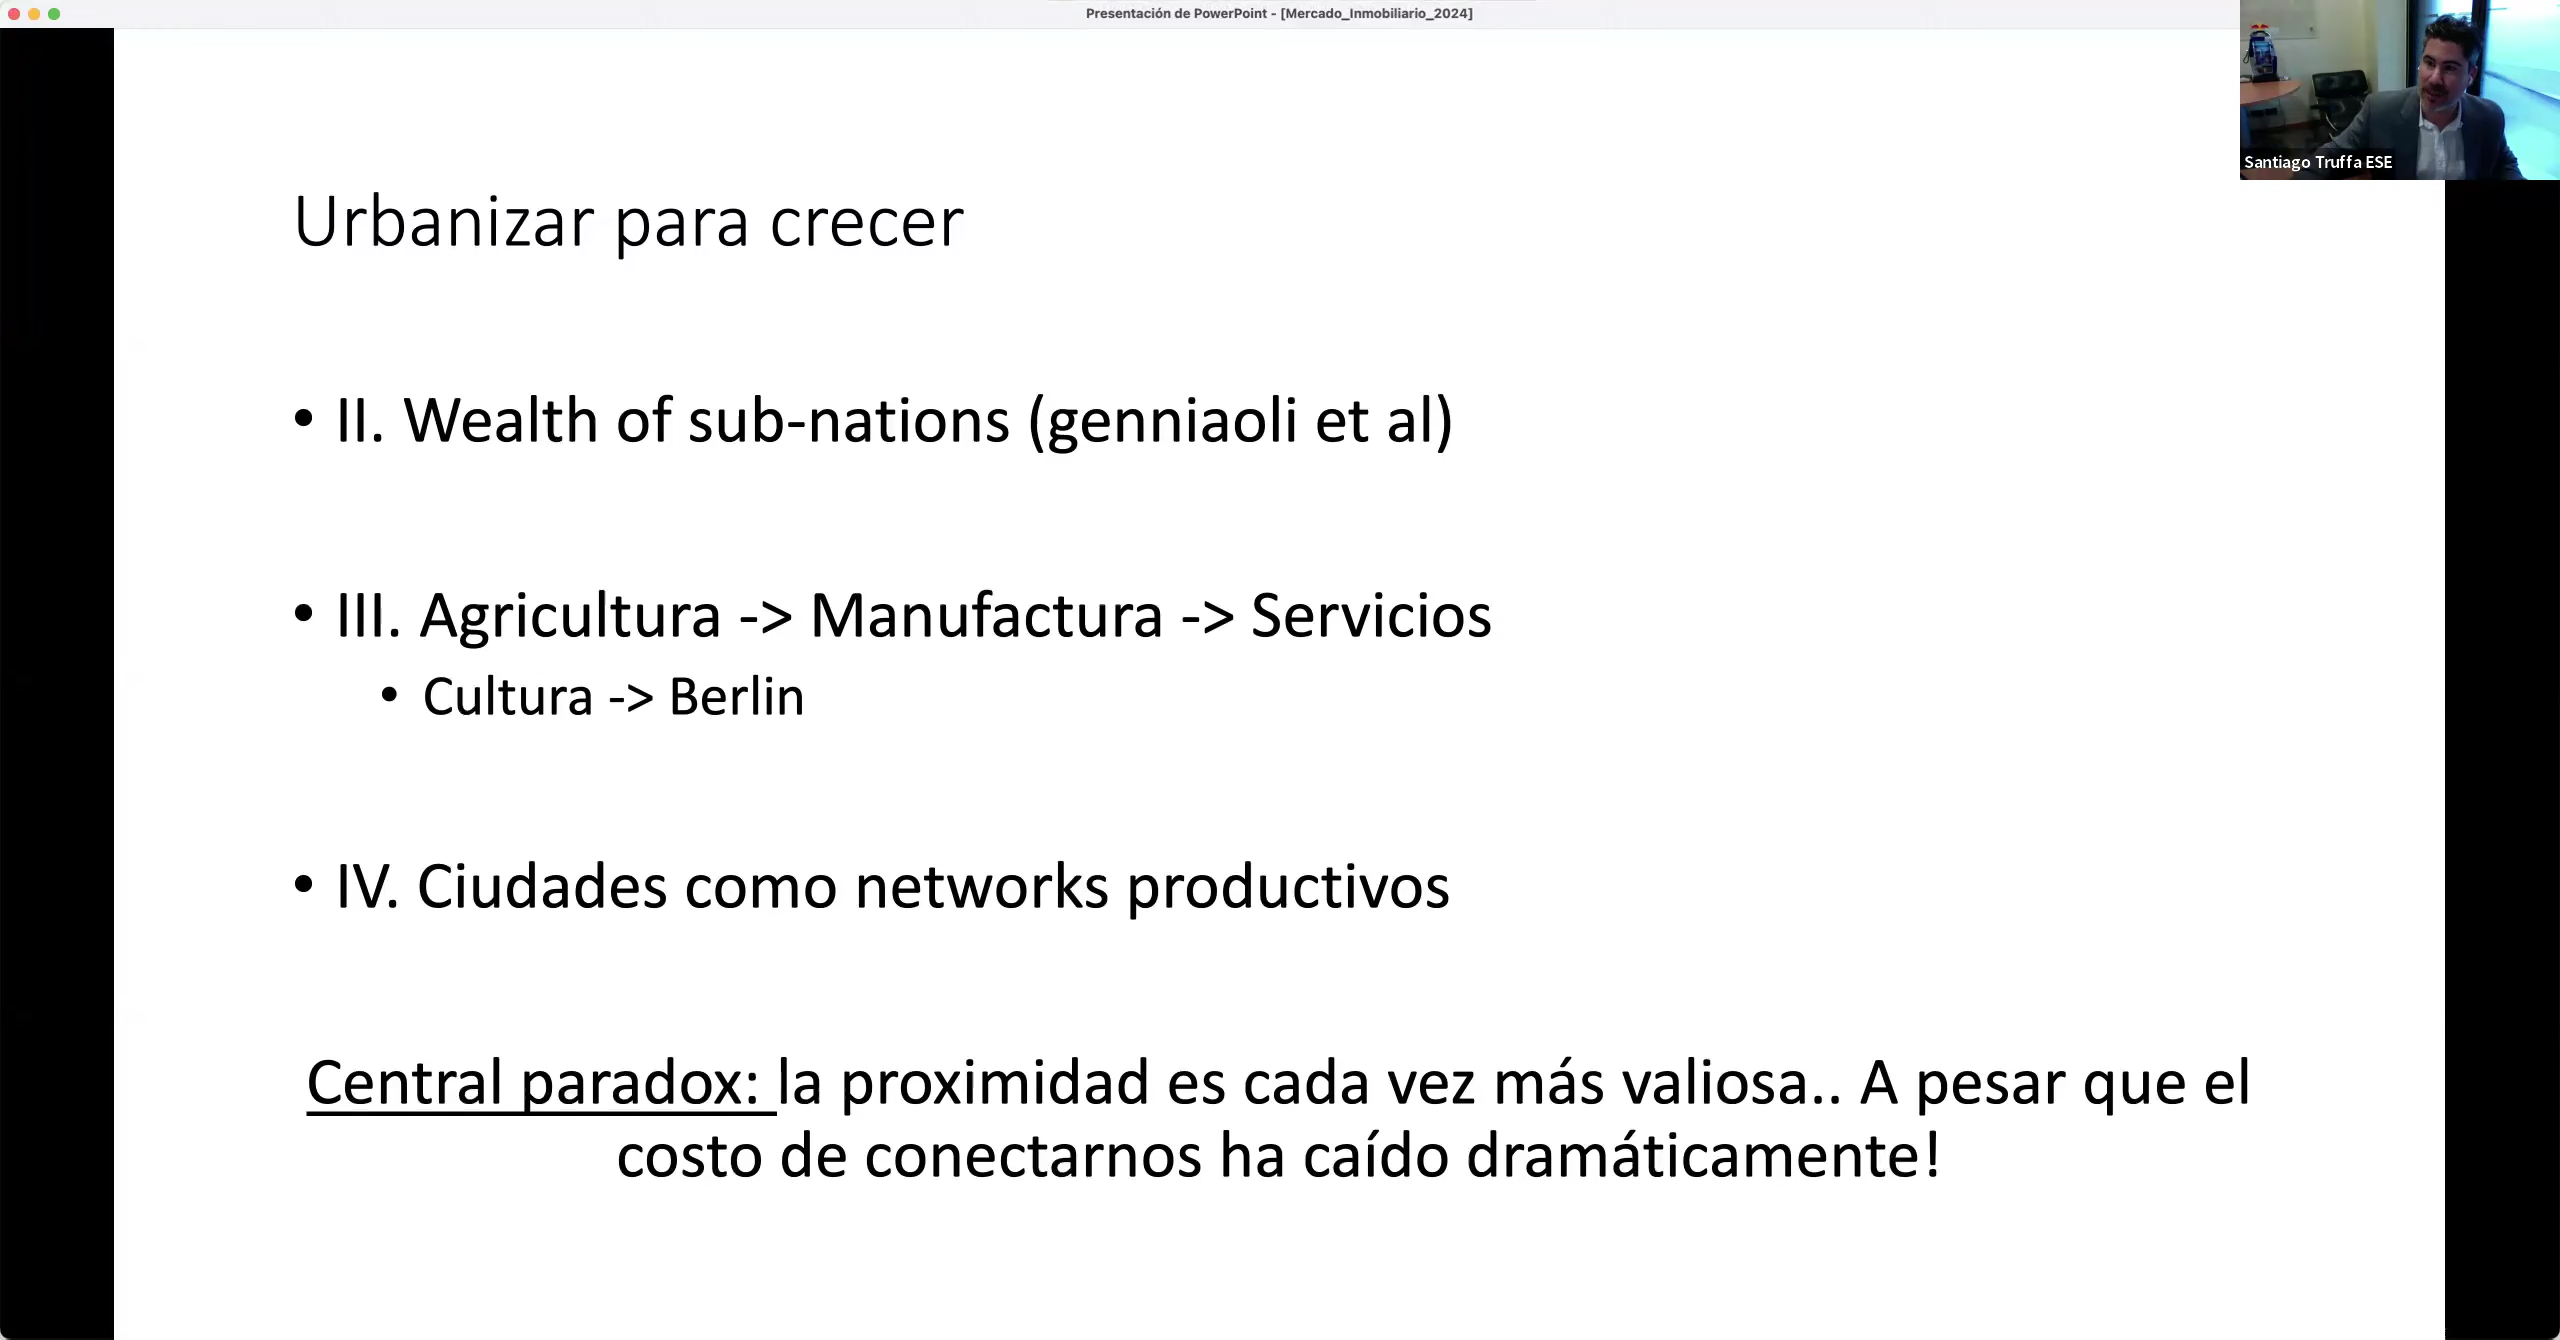 Presentación de PowerPoint - [Mercado_Inmobiliario_2024]
Santiago Truffa ESE
Urbanizar para crecer
• II. Wealth of sub-nations (genniaoli et al)
• III. Agricultura -> Manufactura -> Servicios
• Cultura -> Berlin
• IV. Ciudades como networks productivos
Central paradox: la proximidad es cada vez más valiosa.. A pesar que el
costo de conectarnos ha caído dramáticamente!